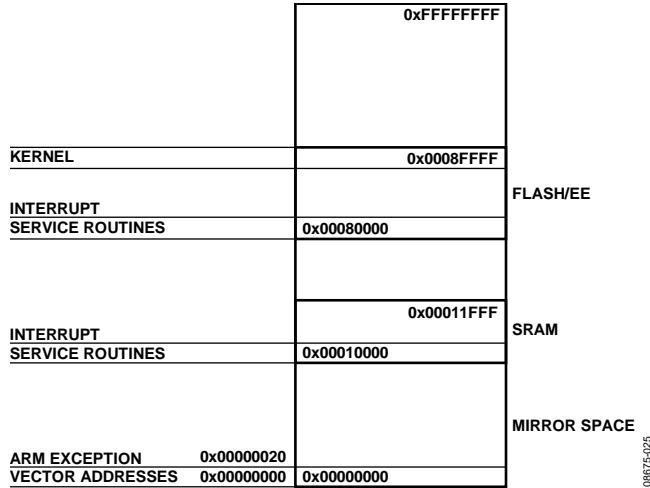 0xFFFFFFFF
KERNEL 0x0008FFFF
FLASH/EE
INTERRUPT
SERVICE ROUTINES 0x00080000
0x00011FFF
SRAM
INTERRUPT
SERVICE ROUTINES 0x00010000
MIRROR SPACE
ARM EXCEPTION 0x00000020
VECTOR ADDRESSES 0x00000000 0x00000000
08675-025